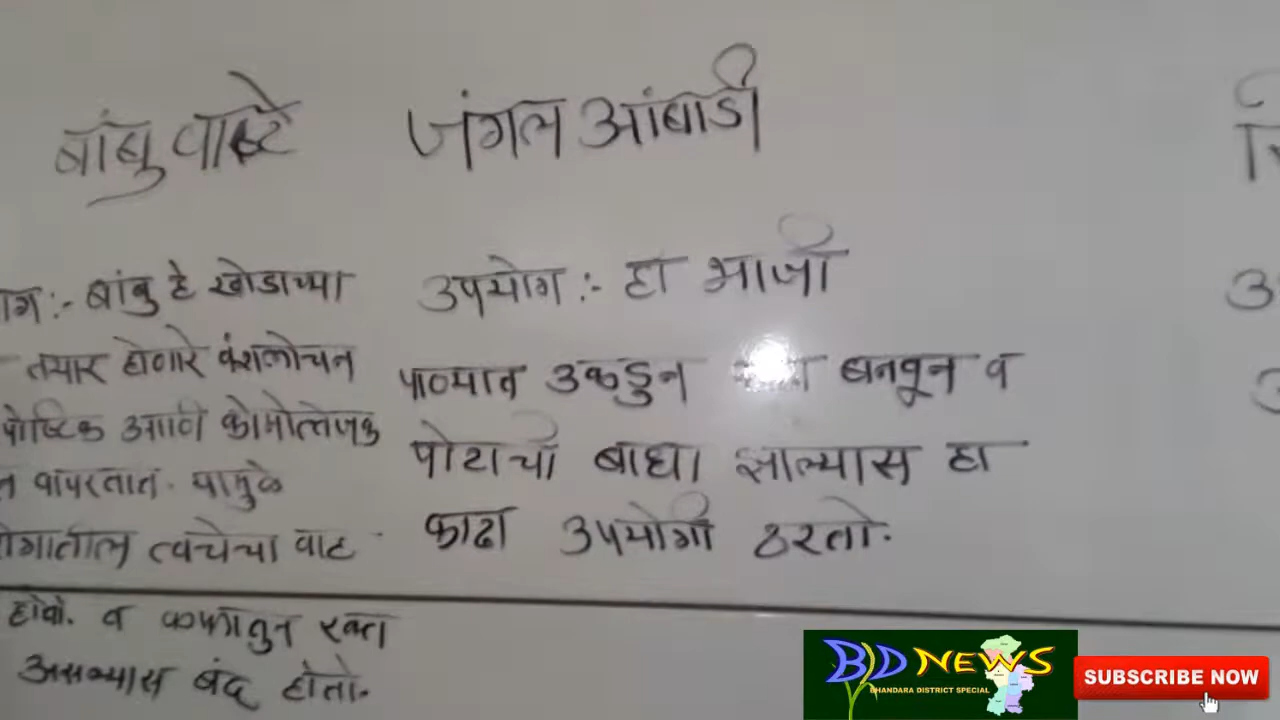 बांबु वास्टे
ाग:- बांबु हे खोडाच्या
तयार होणारे वंशलोचन
पोष्टिक आणी कोमोत्तेजक
न वापरतात. यामुळे
रोगातील त्वचेचा वाट
होवो. व कफातुन रक्त
असल्यास बंद होतो.
जंगल आंबाडी
उपयोग:- हा भाजी
पाण्यात उकडुन बनवून व
पोटाची बाधा झाल्यास हा
काढा उपयोगी ठरतो.
BD NEWS
BHANDARA DISTRICT SPECIAL
SUBSCRIBE NOW